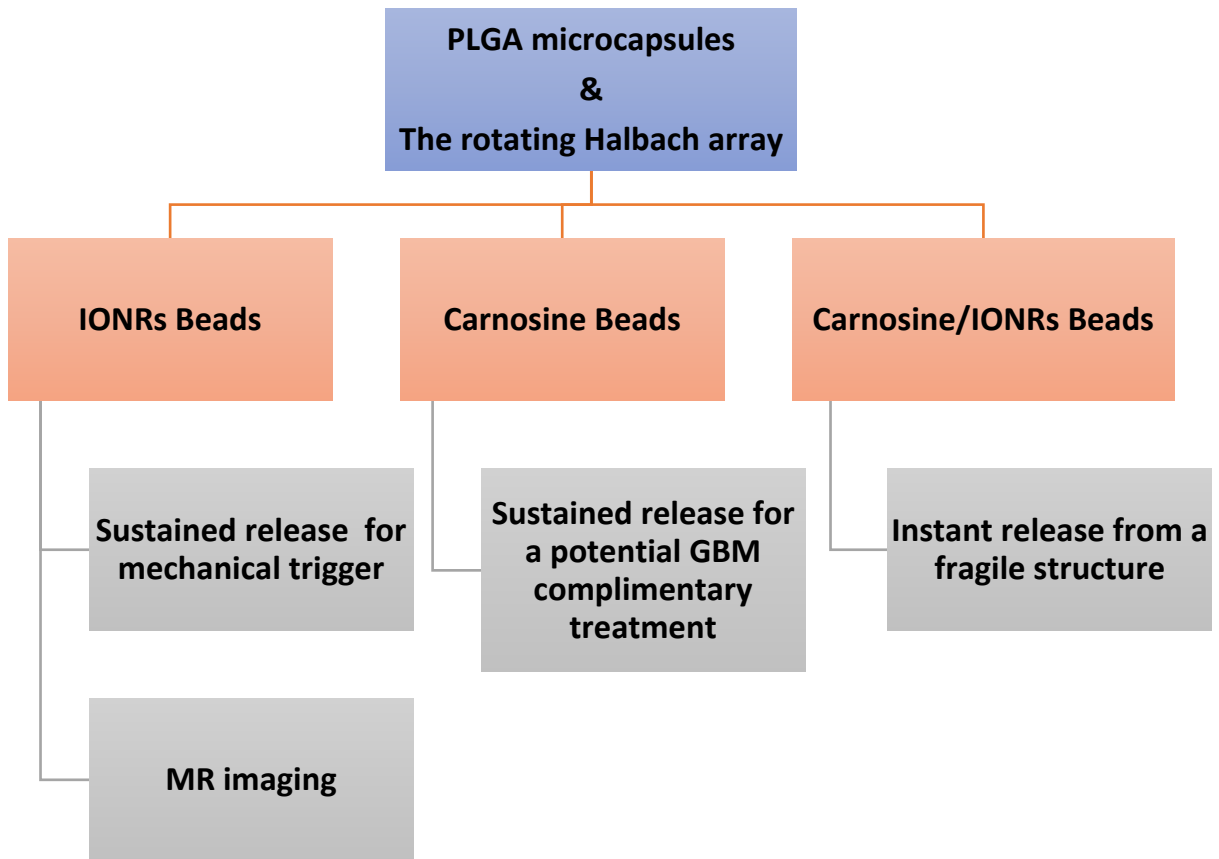 PLGA microcapsules
&
The rotating Halbach array
IONRs Beads
Carnosine Beads
Carnosine/IONRs Beads
Sustained release for
mechanical trigger
Sustained release for
a potential GBM
complimentary
treatment
Instant release from a
fragile structure
MR imaging